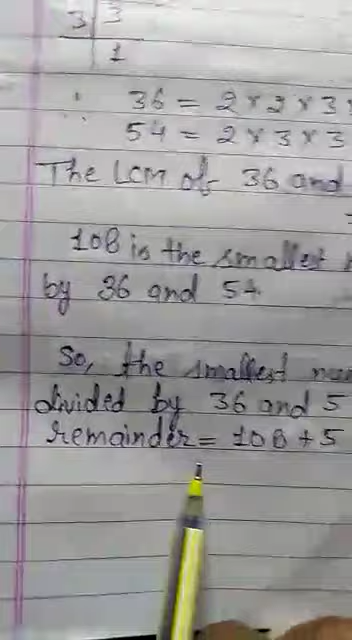 3 | 3
1
∴ 36 = 2 × 2 × 3 ×
54 = 2 × 3 × 3
The LCM of 36 and
108 is the smallest
by 36 and 54.
So, the smallest
divided by 36 and 5
remainder = 108 + 5